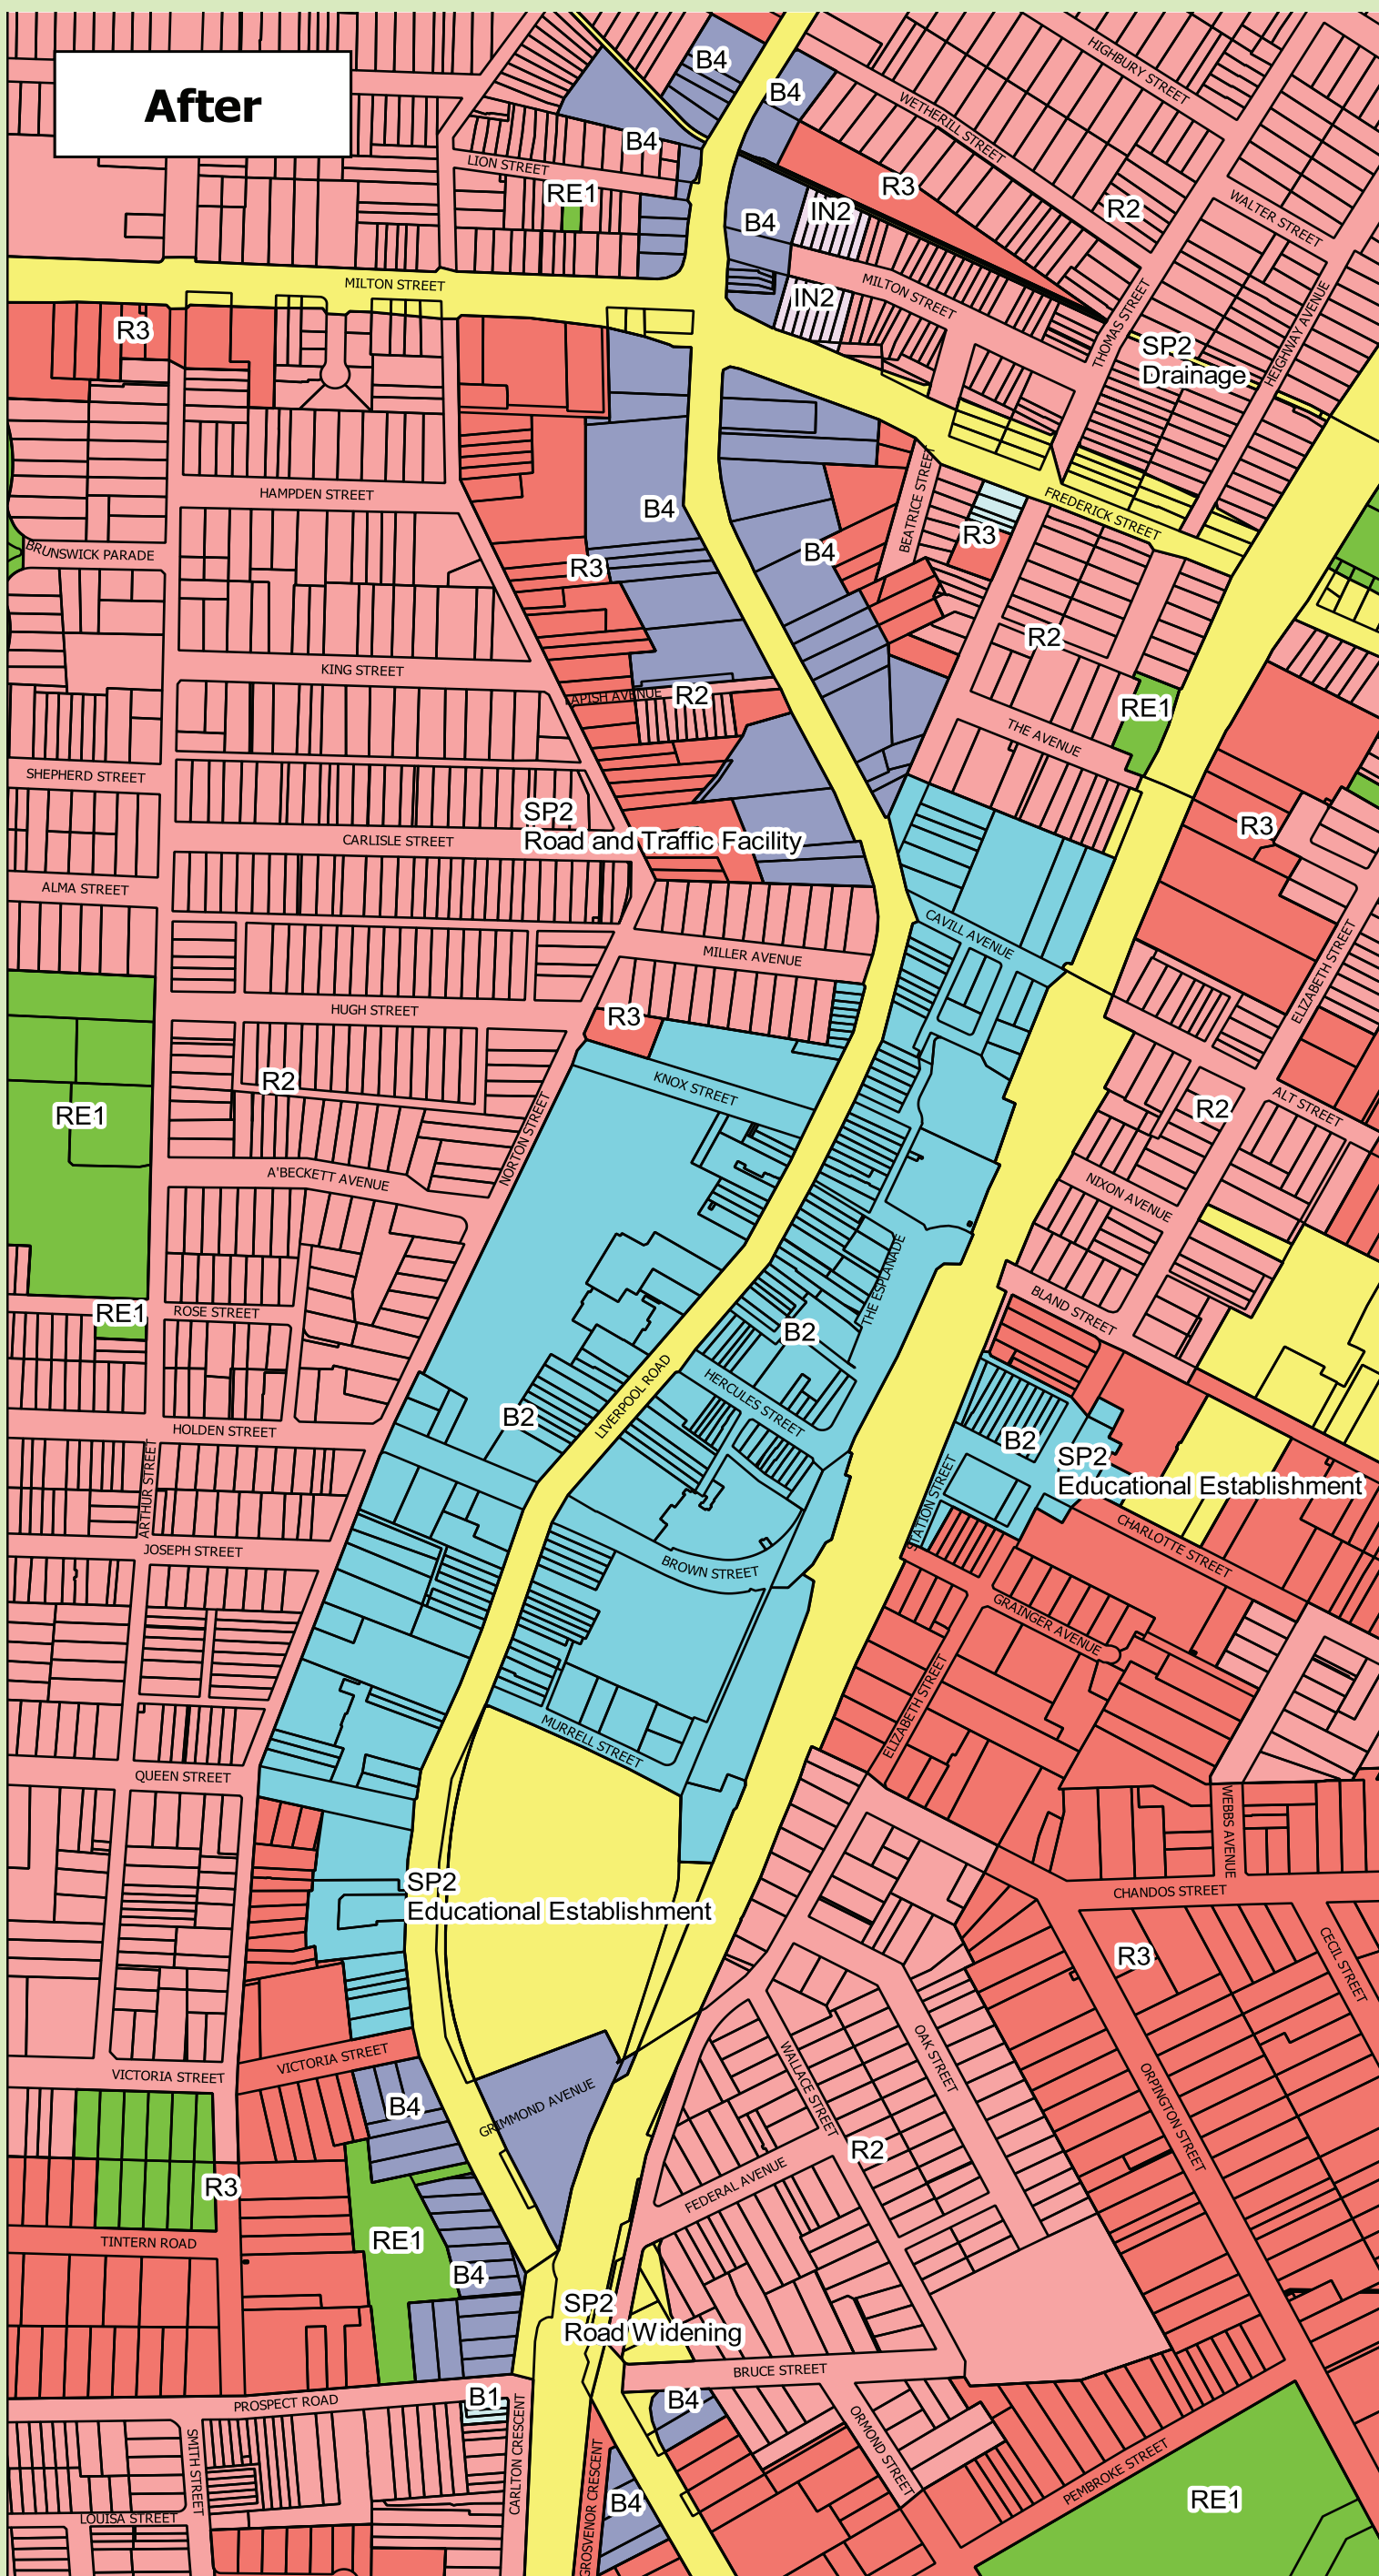 After
HIGHBURY STREET
B4
B4
WETHERILL STREET
B4
LION STREET
RE1
R3
IN2
R2
WALTER STREET
B4
MILTON STREET
MILTON STREET
IN2
THOMAS STREET
HEIGHWAY AVENUE
R3
SP2
Drainage
HAMPDEN STREET
B4
BEATRICE STREET
FREDERICK STREET
R3
BRUNSWICK PARADE
B4
R3
R2
KING STREET
APISH AVENUE
R2
RE1
THE AVENUE
SHEPHERD STREET
SP2
Road and Traffic Facility
R3
CARLISLE STREET
ALMA STREET
CAVILL AVENUE
MILLER AVENUE
ELIZABETH STREET
HUGH STREET
R3
R2
KNOX STREET
RE1
R2
ALT STREET
NORTON STREET
A'BECKETT AVENUE
NIXON AVENUE
THE ESPLANADE
RE1
ROSE STREET
BLAND STREET
B2
LIVERPOOL ROAD
HERCULES STREET
B2
HOLDEN STREET
B2
SP2
Educational Establishment
ARTHUR STREET
STATION STREET
JOSEPH STREET
BROWN STREET
CHARLOTTE STREET
GRAINGER AVENUE
ELIZABETH STREET
MURRELL STREET
QUEEN STREET
WEBBS AVENUE
SP2
Educational Establishment
CHANDOS STREET
R3
CECIL STREET
VICTORIA STREET
VICTORIA STREET
WALLACE STREET
OAK STREET
ORPINGTON STREET
B4
GRIMMOND AVENUE
R2
R3
FEDERAL AVENUE
RE1
TINTERN ROAD
B4
SP2
Road Widening
BRUCE STREET
PROSPECT ROAD
B1
B4
SMITH STREET
CARLTON CRESCENT
ORMOND STREET
PEMBROKE STREET
GROSVENOR CRESCENT
RE1
B4
LOUISA STREET